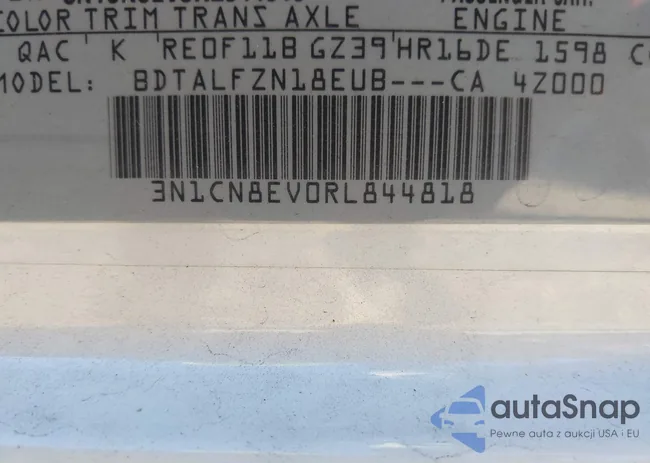 COLOR TRIM TRANS AXLE ENGINE
QAC K RE0F11B GZ39 HR16DE 1598
MODEL: BDTALFZN18EUB---CA 4Z000
3N1CN8EV0RL844818
autoSnap
Pewne auta z aukcji USA i EU